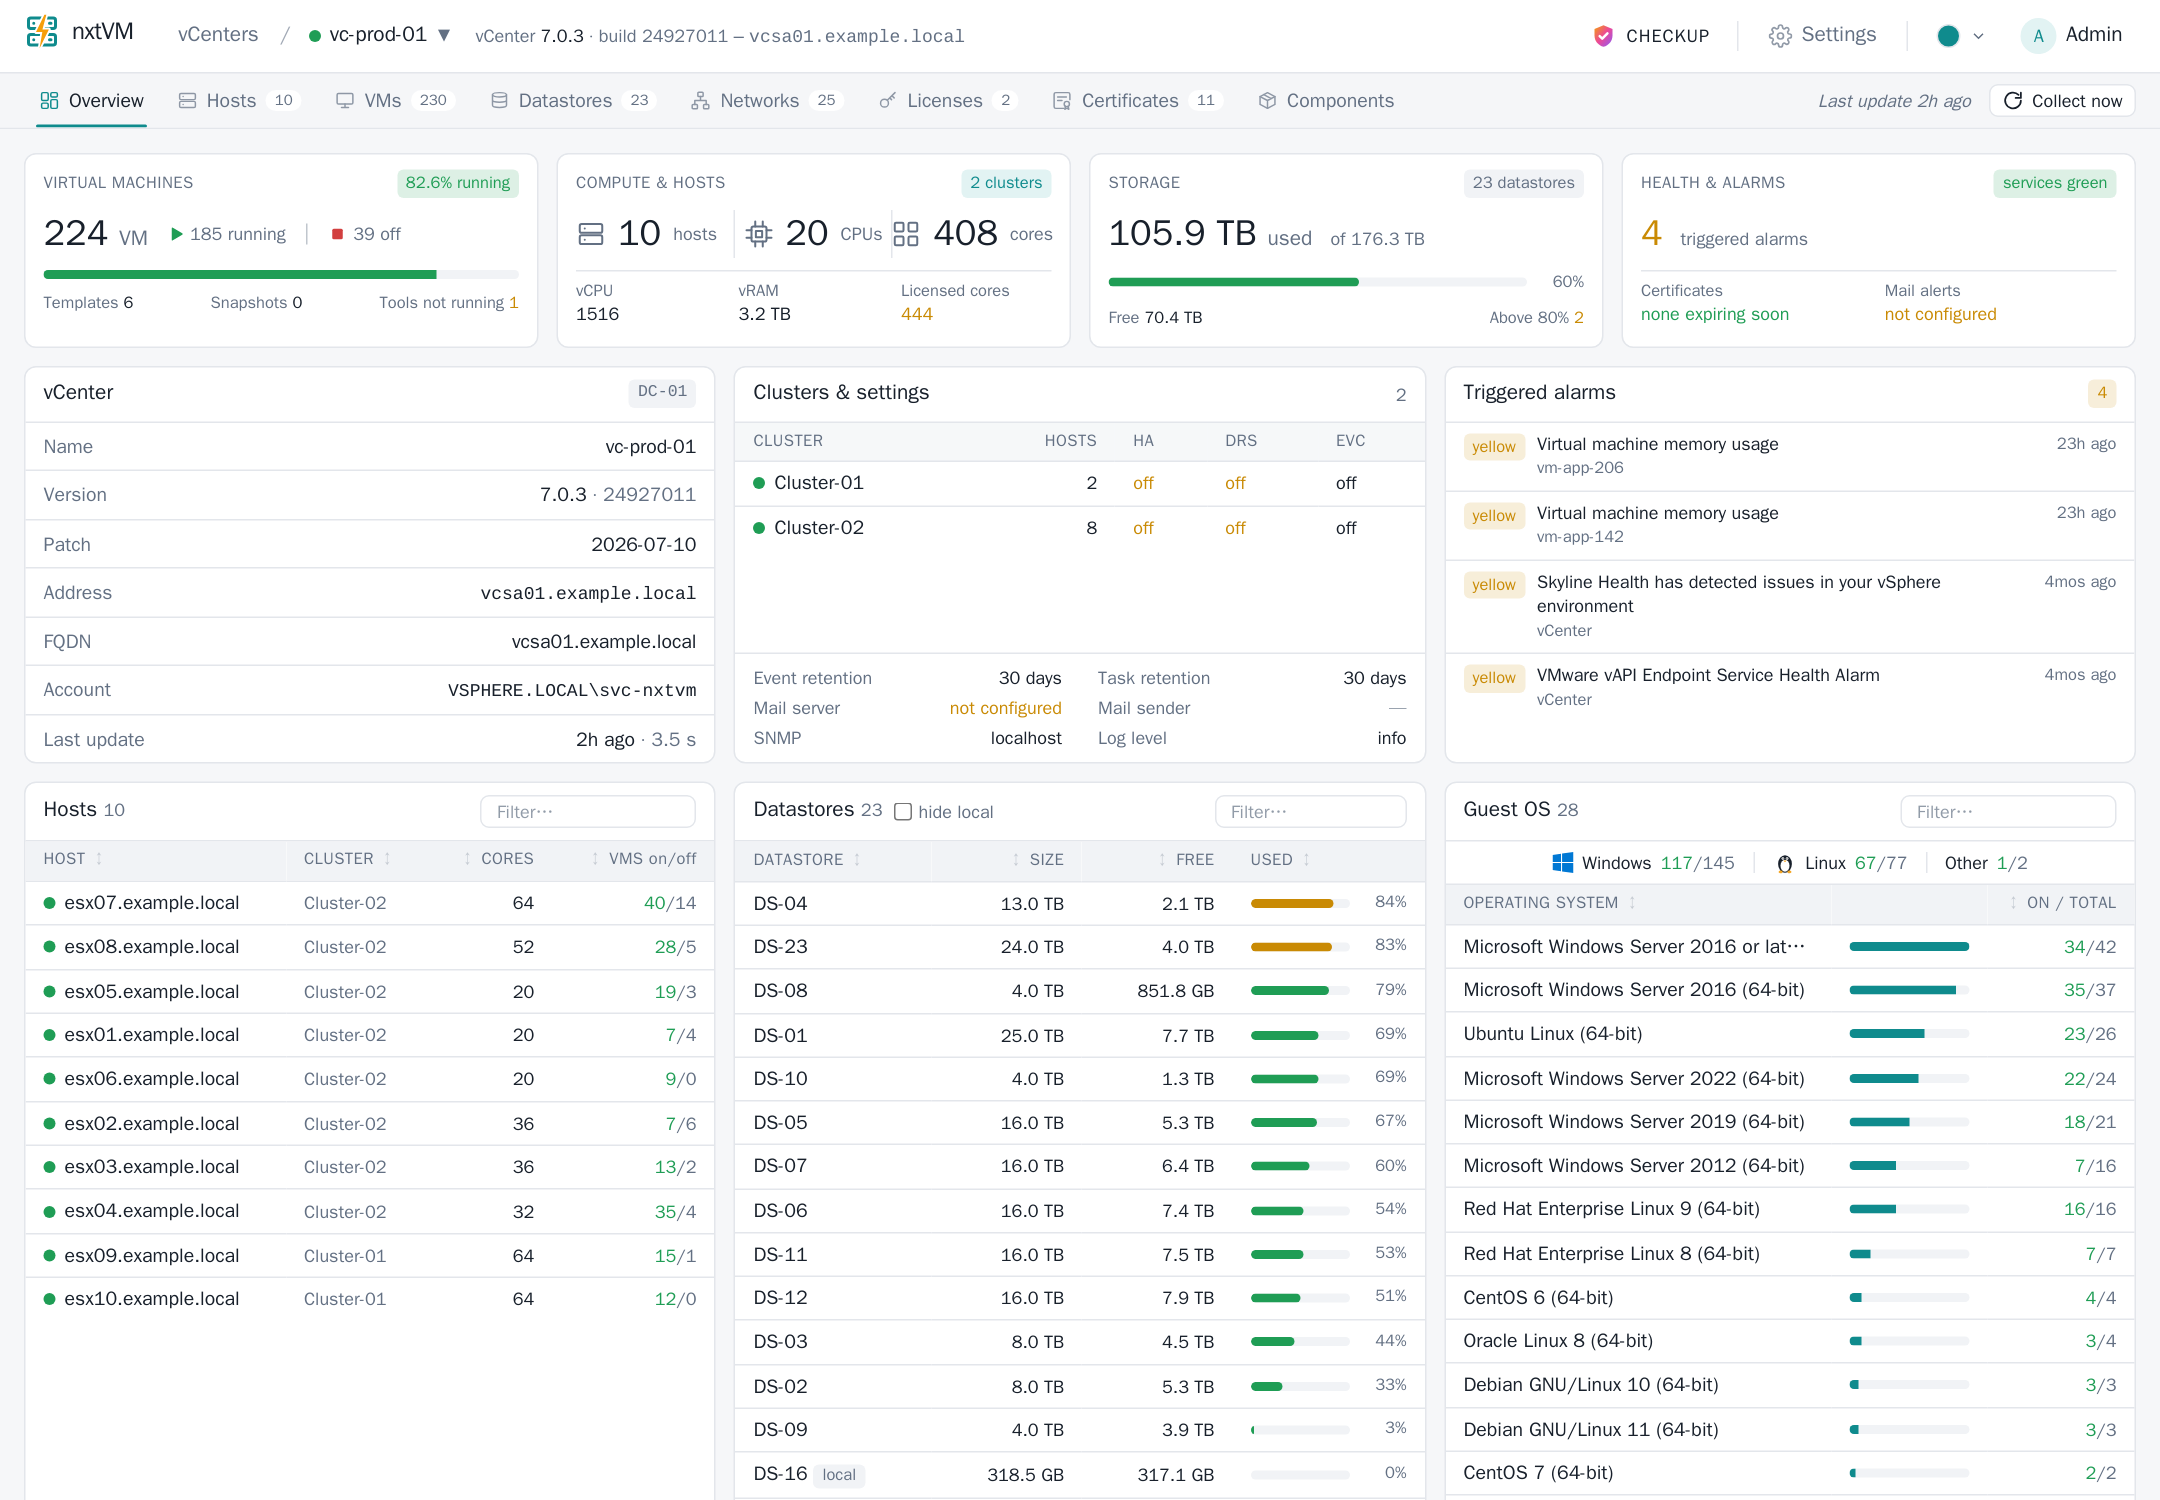 nxtVM vCenters / vc-prod-01 ▼ vCenter 7.0.3 · build 24927011 – vcsa01.example.local CHECKUP Settings A Admin
Overview Hosts 10 VMs 230 Datastores 23 Networks 25 Licenses 2 Certificates 11 Components Last update 2h ago Collect now
VIRTUAL MACHINES 82.6% running
224 VM 185 running 39 off
Templates 6 Snapshots 0 Tools not running 1
COMPUTE & HOSTS 2 clusters
10 hosts 20 CPUs 408 cores
vCPU vRAM Licensed cores
1516 3.2 TB 444
STORAGE 23 datastores
105.9 TB used of 176.3 TB
60%
Free 70.4 TB Above 80% 2
HEALTH & ALARMS services green
4 triggered alarms
Certificates Mail alerts
none expiring soon not configured
vCenter DC-01
Name vc-prod-01
Version 7.0.3 · 24927011
Patch 2026-07-10
Address vcsa01.example.local
FQDN vcsa01.example.local
Account VSPHERE.LOCAL\svc-nxtvm
Last update 2h ago · 3.5 s
Clusters & settings 2
CLUSTER HOSTS HA DRS EVC
Cluster-01 2 off off off
Cluster-02 8 off off off
Event retention 30 days Task retention 30 days
Mail server not configured Mail sender —
SNMP localhost Log level info
Triggered alarms 4
yellow Virtual machine memory usage 23h ago
vm-app-206
yellow Virtual machine memory usage 23h ago
vm-app-142
yellow Skyline Health has detected issues in your vSphere 4mos ago
environment
vCenter
yellow VMware vAPI Endpoint Service Health Alarm 4mos ago
vCenter
Hosts 10 Filter…
HOST CLUSTER CORES VMS on/off
esx07.example.local Cluster-02 64 40/14
esx08.example.local Cluster-02 52 28/5
esx05.example.local Cluster-02 20 19/3
esx01.example.local Cluster-02 20 7/4
esx06.example.local Cluster-02 20 9/0
esx02.example.local Cluster-02 36 7/6
esx03.example.local Cluster-02 36 13/2
esx04.example.local Cluster-02 32 35/4
esx09.example.local Cluster-01 64 15/1
esx10.example.local Cluster-01 64 12/0
Datastores 23 hide local Filter…
DATASTORE SIZE FREE USED
DS-04 13.0 TB 2.1 TB 84%
DS-23 24.0 TB 4.0 TB 83%
DS-08 4.0 TB 851.8 GB 79%
DS-01 25.0 TB 7.7 TB 69%
DS-10 4.0 TB 1.3 TB 69%
DS-05 16.0 TB 5.3 TB 67%
DS-07 16.0 TB 6.4 TB 60%
DS-06 16.0 TB 7.4 TB 54%
DS-11 16.0 TB 7.5 TB 53%
DS-12 16.0 TB 7.9 TB 51%
DS-03 8.0 TB 4.5 TB 44%
DS-02 8.0 TB 5.3 TB 33%
DS-09 4.0 TB 3.9 TB 3%
DS-16 local 318.5 GB 317.1 GB 0%
Guest OS 28 Filter…
Windows 117/145 Linux 67/77 Other 1/2
OPERATING SYSTEM ON / TOTAL
Microsoft Windows Server 2016 or lat… 34/42
Microsoft Windows Server 2016 (64-bit) 35/37
Ubuntu Linux (64-bit) 23/26
Microsoft Windows Server 2022 (64-bit) 22/24
Microsoft Windows Server 2019 (64-bit) 18/21
Microsoft Windows Server 2012 (64-bit) 7/16
Red Hat Enterprise Linux 9 (64-bit) 16/16
Red Hat Enterprise Linux 8 (64-bit) 7/7
CentOS 6 (64-bit) 4/4
Oracle Linux 8 (64-bit) 3/4
Debian GNU/Linux 10 (64-bit) 3/3
Debian GNU/Linux 11 (64-bit) 3/3
CentOS 7 (64-bit) 2/2